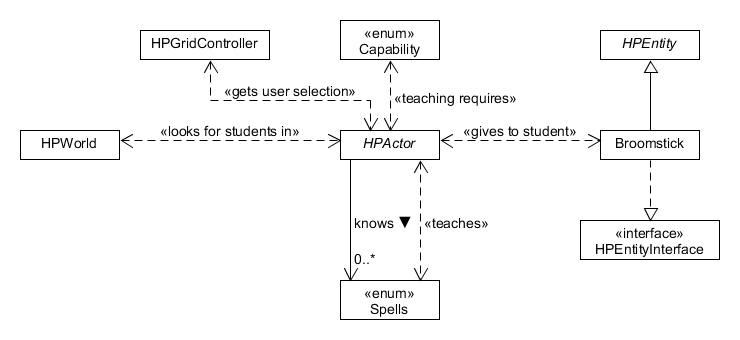 «enum»
Capability
HPGridController
HPEntity
«gets user selection»
«teaching requires»
HPWorld
«looks for students in»
HPActor
«gives to student»
Broomstick
knows ▼
«teaches»
«interface»
HPEntityInterface
0..*
«enum»
Spells